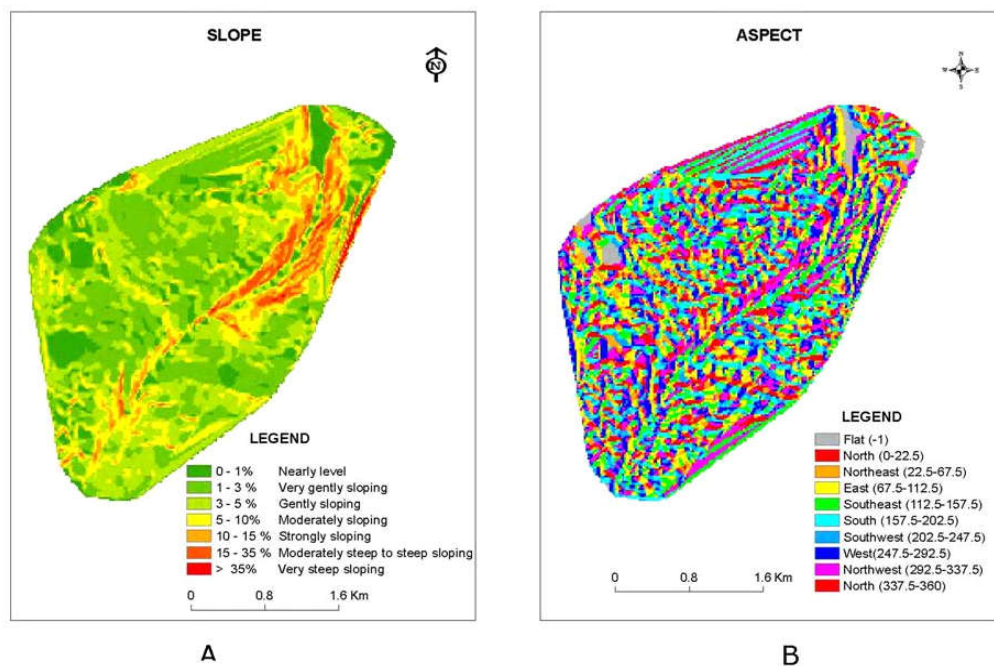 SLOPE
N
LEGEND
0 - 1% Nearly level
1 - 3 % Very gently sloping
3 - 5 % Gently sloping
5 - 10% Moderately sloping
10 - 15 % Strongly sloping
15 - 35 % Moderately steep to steep sloping
> 35% Very steep sloping
0 0.8 1.6 Km
A
ASPECT
N
W E
S
LEGEND
Flat (-1)
North (0-22.5)
Northeast (22.5-67.5)
East (67.5-112.5)
Southeast (112.5-157.5)
South (157.5-202.5)
Southwest (202.5-247.5)
West(247.5-292.5)
Northwest (292.5-337.5)
North (337.5-360)
0 0.8 1.6 Km
B